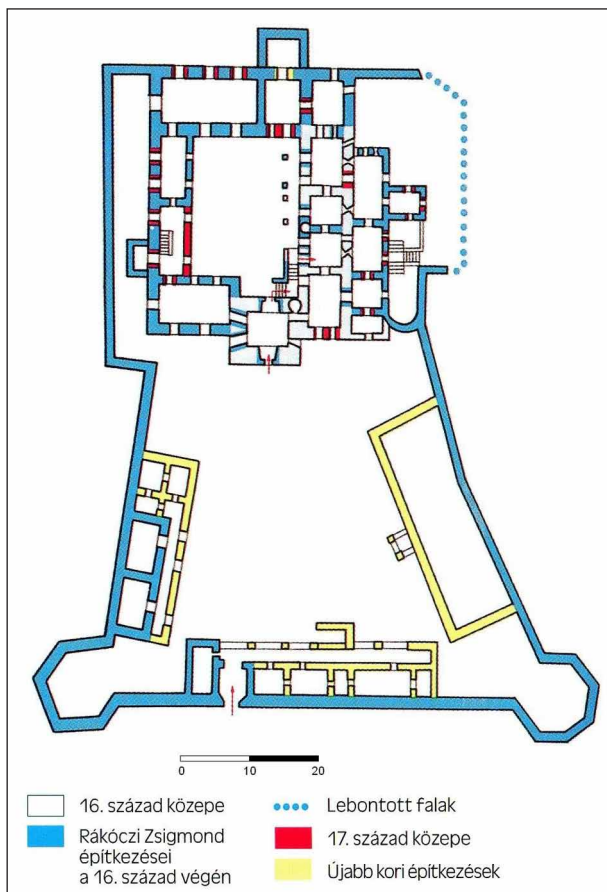 0 10 20
16. század közepe
Rákóczi Zsigmond
építkezései
a 16. század végén
Lebontott falak
17. század közepe
Újabb kori építkezések